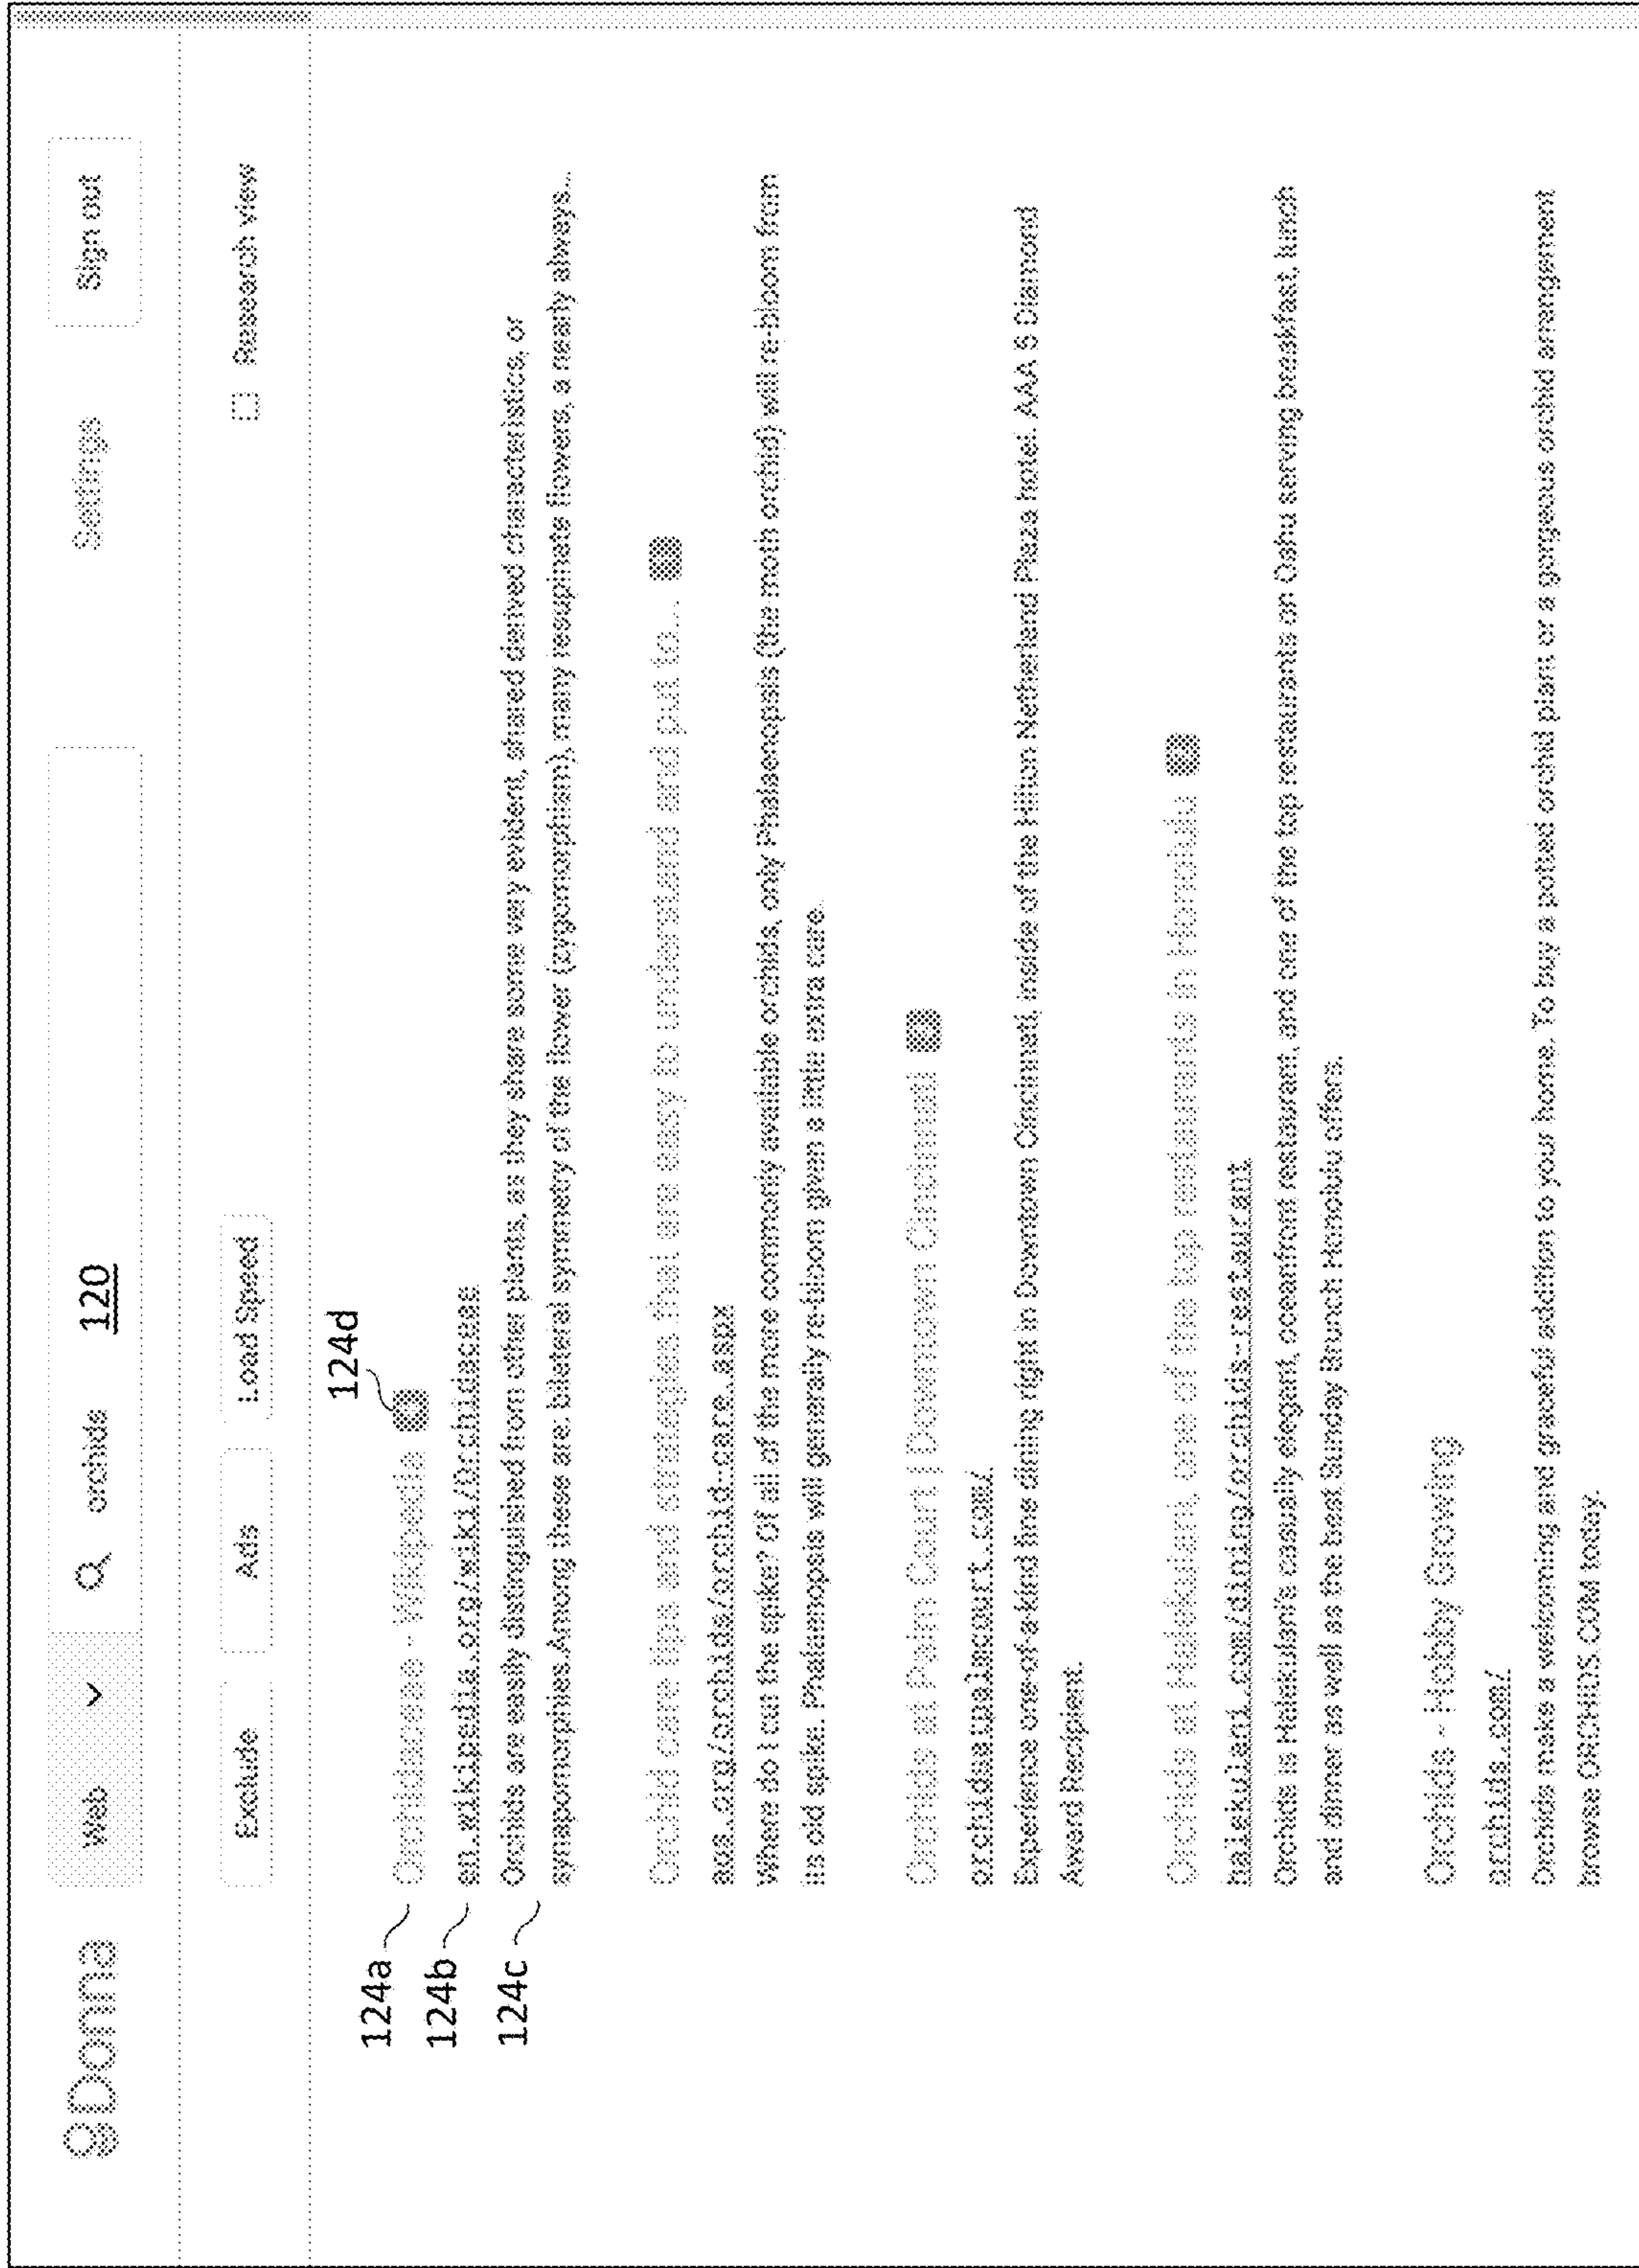 gDonna
Web
orchids
120
Settings
Sign out
Exclude
Ads
Load Speed
Research view
124d
124a
Orchidaceae - Wikipedia
124b
en.wikipedia.org/wiki/Orchidaceae
124c
Orchids are easily distinguished from other plants, as they share some very evident, shared derived characteristics, or
synapomorphies. Among these are: bilateral symmetry of the flower (zygomorphism), many resupinate flowers, a nearly always...
Orchid care tips and strategies that are easy to understand and put to...
aos.org/orchids/orchid-care.aspx
Where do I cut the spike? Of all of the more commonly available orchids, only Phalaenopsis (the moth orchid) will re-bloom from
its old spike. Phalaenopsis will generally re-bloom given a little extra care.
Orchids at Palm Court | Downtown Cincinnati
orchidsatpalmcourt.com/
Experience one-of-a-kind fine dining right in Downtown Cincinnati, inside of the Hilton Netherland Plaza hotel. AAA 5 Diamond
Award Recipient.
Orchids at Halekulani, one of the top restaurants in Honolulu
halekulani.com/dining/orchids-restaurant
Orchids is Halekulani's casually elegant, oceanfront restaurant, and one of the top restaurants on Oahu serving breakfast, lunch
and dinner as well as the best Sunday Brunch Honolulu offers.
Orchids - Hobby Growing
orchids.com/
Orchids make a welcoming and graceful addition to your home. To buy a potted orchid plant or a gorgeous orchid arrangement
browse ORCHIDS.COM today.